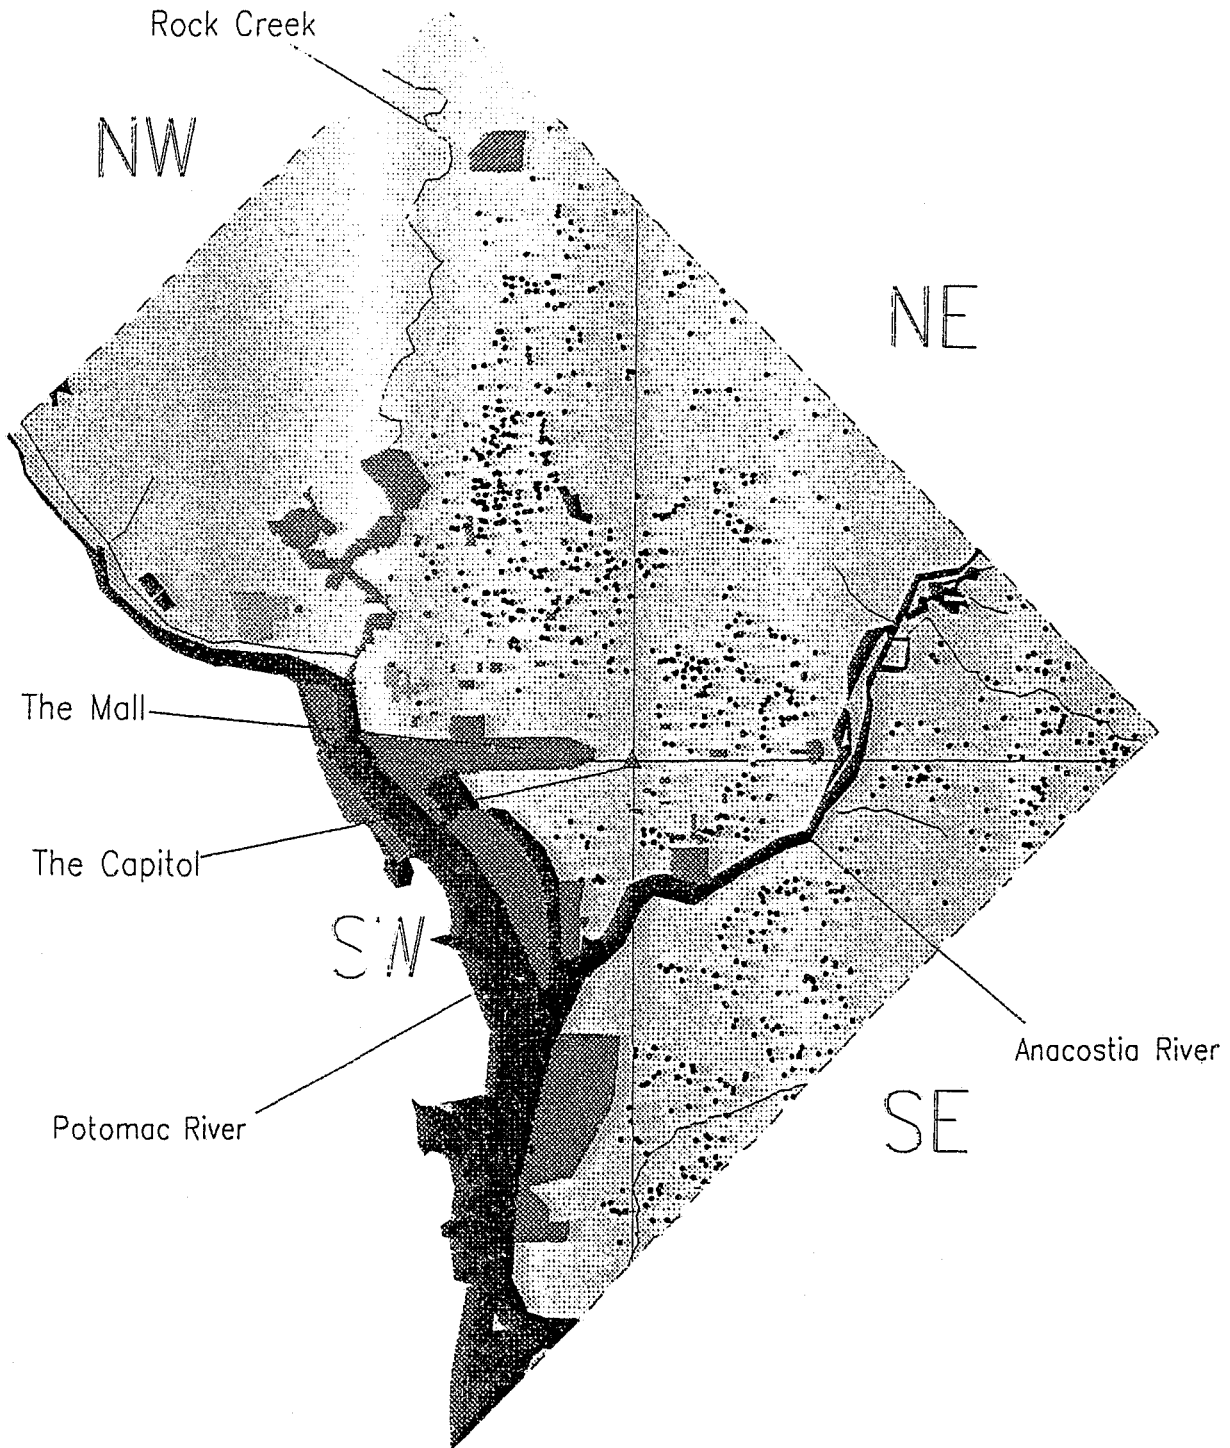 Rock Creek
NW
NE
The Mall
The Capitol
SW
Anacostia River
SE
Potomac River